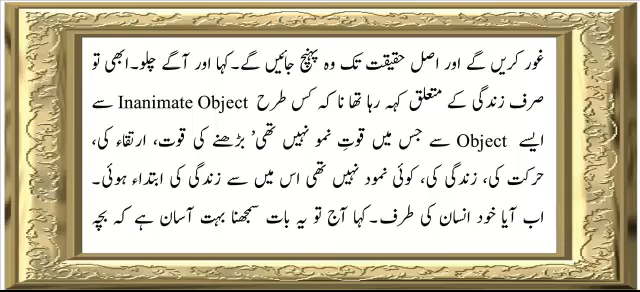 غور کریں گے اور اصل حقیقت تک وہ پہنچ جائیں گے۔کہا اور آگے چلو۔ابھی تو
صرف زندگی کے متعلق کہہ رہا تھا نا کہ کس طرح Inanimate Object سے
ایسے Object سے جس میں قوتِ نمو نہیں تھی’ بڑھنے کی قوت، ارتقاء کی،
حرکت کی، زندگی کی، کوئی نمود نہیں تھی اس میں سے زندگی کی ابتداء ہوئی۔
اب آیا خود انسان کی طرف۔کہا آج تو یہ بات سمجھنا بہت آسان ہے کہ بچہ